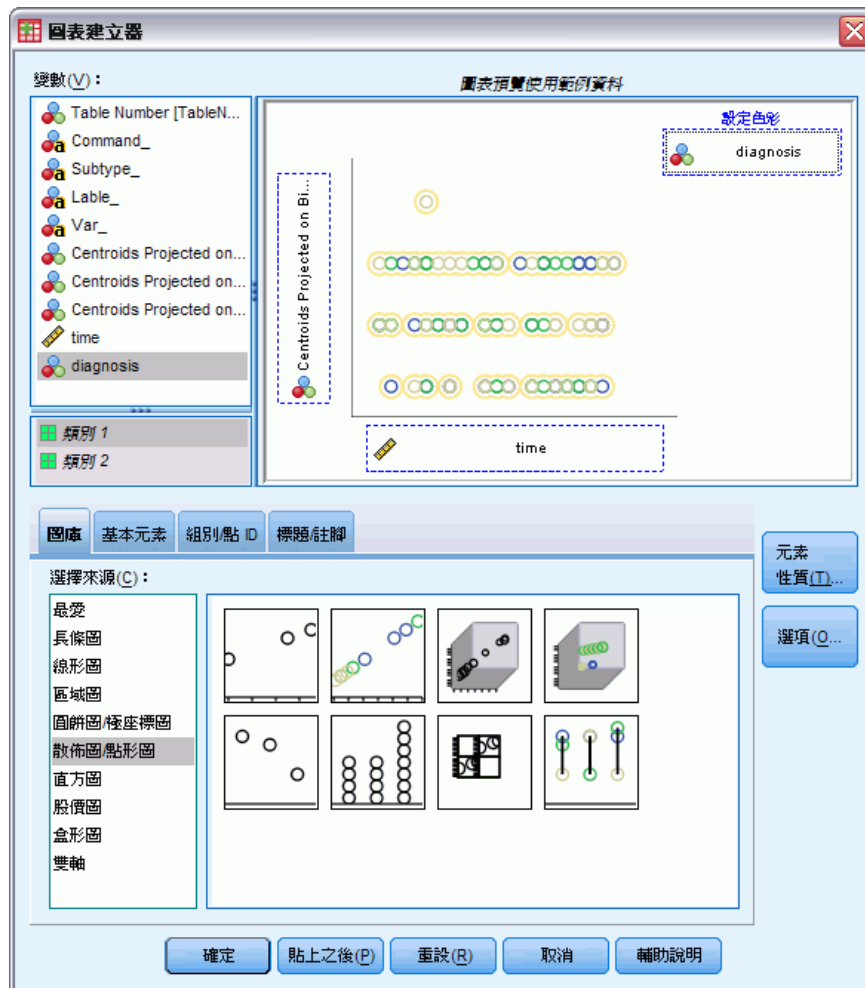 圖表建立器
變數(V)：
Table Number [TableN...
Command_
Subtype_
Lable_
Var_
Centroids Projected on...
Centroids Projected on...
Centroids Projected on...
time
diagnosis
類別 1
類別 2
圖表預覽使用範例資料
設定色彩
diagnosis
Centroids Projected on Bi...
time
圖庫
基本元素
組別/點 ID
標題/註腳
選擇來源(C)：
最愛
長條圖
線形圖
區域圖
圓餅圖/極座標圖
散佈圖/點形圖
直方圖
股價圖
盒形圖
雙軸
元素
性質(T)...
選項(O...
確定
貼上之後(P)
重設(R)
取消
輔助說明